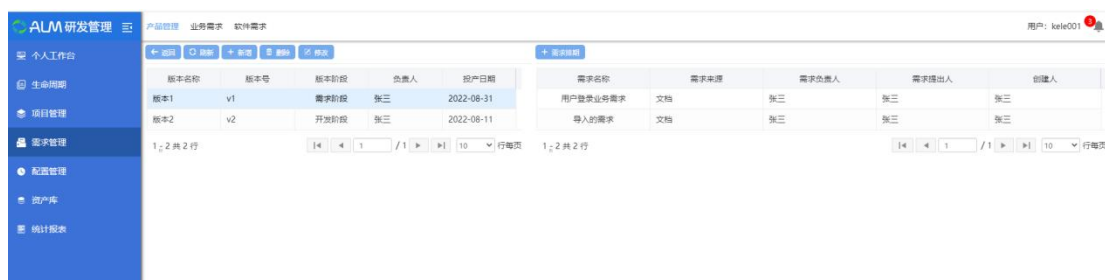 ALM研发管理
产品管理 业务需求 软件需求
用户：kele001 3
个人工作台
生命周期
项目管理
需求管理
配置管理
资产库
统计报表
返回 刷新 + 新增 删除 修改
版本名称 版本号 版本阶段 负责人 投产日期
版本1 v1 需求阶段 张三 2022-08-31
版本2 v2 开发阶段 张三 2022-08-11
1 - 2 共 2 行 1 / 1 10 行每页
+ 需求排期
需求名称 需求来源 需求负责人 需求提出人 创建人
用户登录业务需求 文档 张三 张三 张三
导入的需求 文档 张三 张三 张三
1 - 2 共 2 行 1 / 1 10 行每页